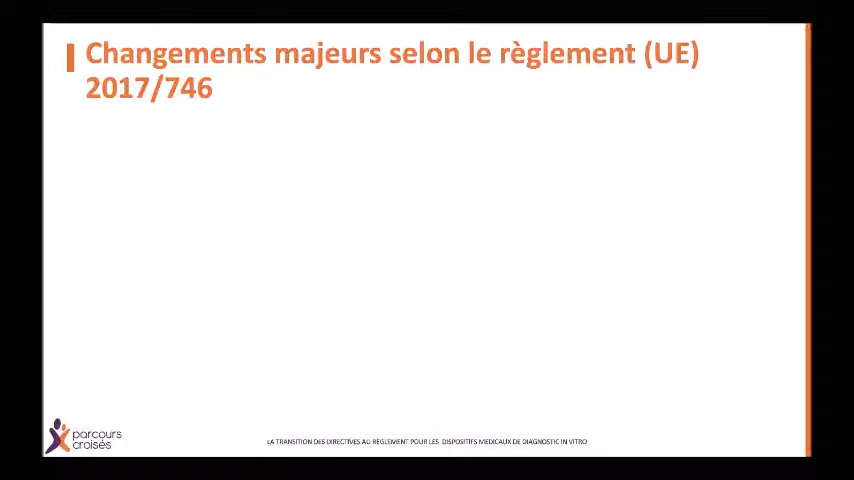 Changements majeurs selon le règlement (UE)
2017/746
parcours
croisés
LA TRANSITION DES DIRECTIVES AU RÈGLEMENT POUR LES DISPOSITIFS MEDICAUX DE DIAGNOSTIC IN VITRO